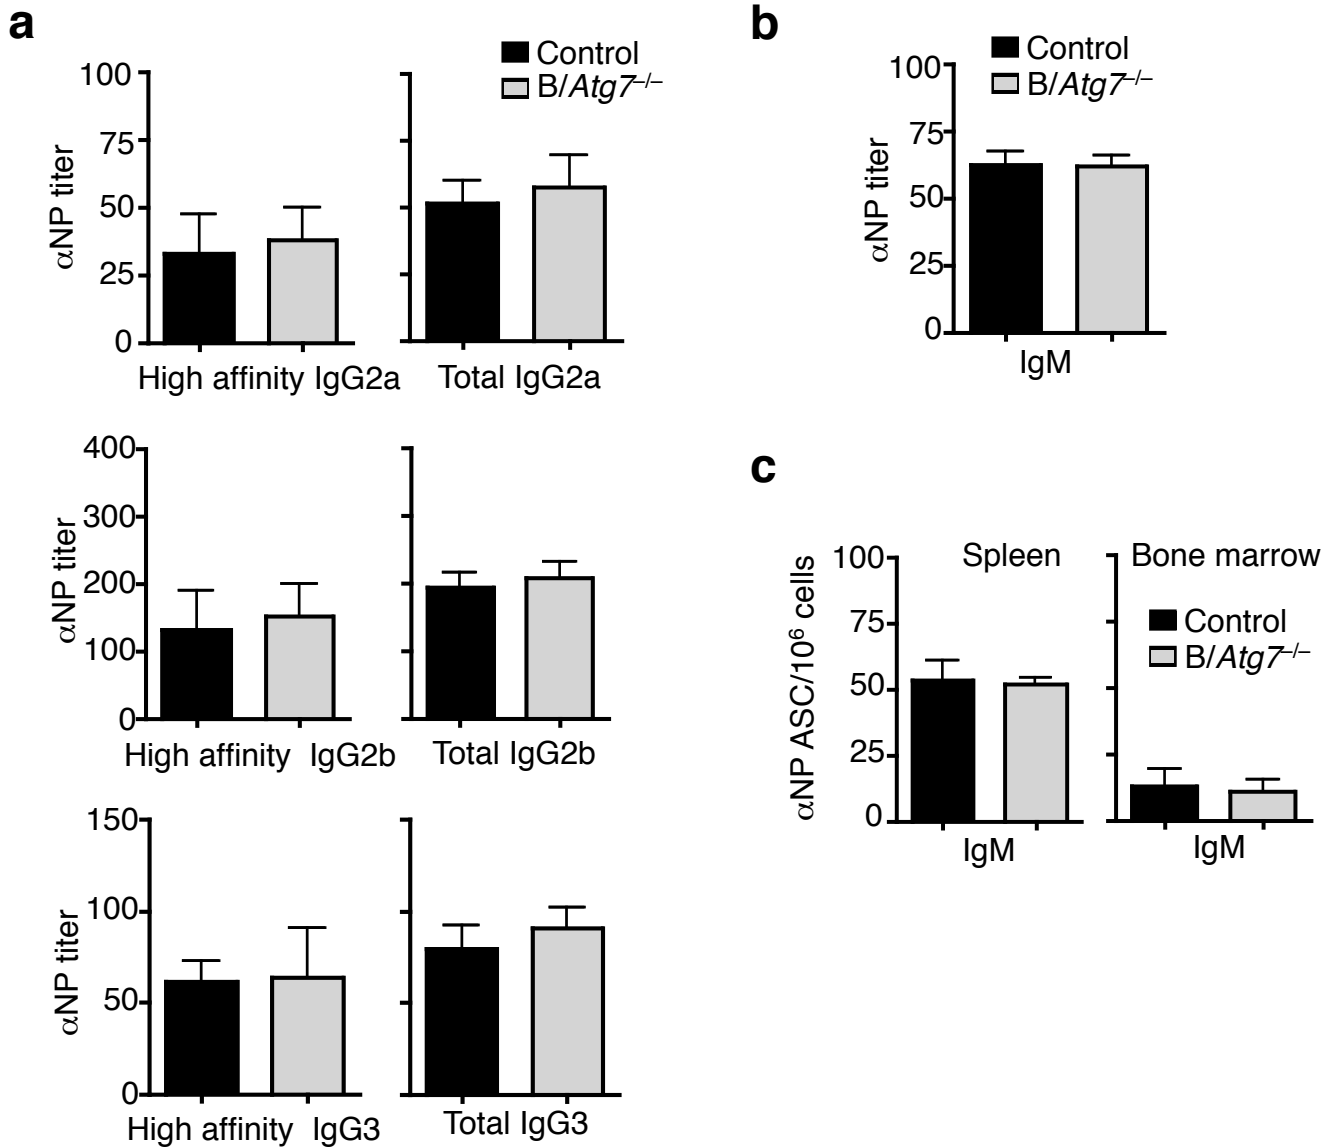 a
Control
B/Atg7–/–
αNP titer
100
75
50
25
0
High affinity IgG2a
Total IgG2a
αNP titer
400
300
200
100
0
High affinity IgG2b
Total IgG2b
αNP titer
150
100
50
0
High affinity IgG3
Total IgG3
b
Control
B/Atg7–/–
αNP titer
100
75
50
25
0
IgM
c
Spleen
Bone marrow
Control
B/Atg7–/–
αNP ASC/10⁶ cells
100
75
50
25
0
IgM
IgM